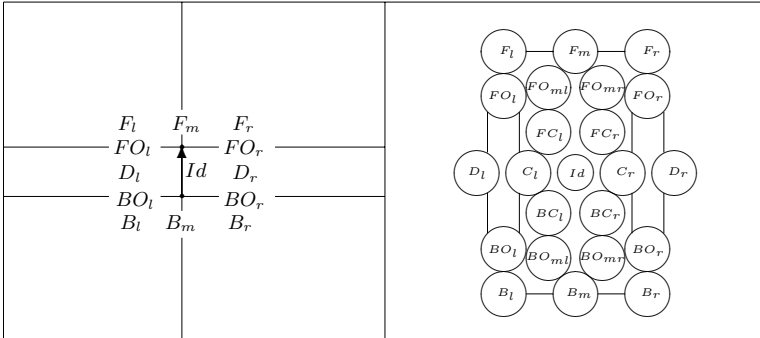 F_l F_m F_r
FO_l FO_r
D_l Id D_r
BO_l BO_r
B_l B_m B_r
F_l F_m F_r
FO_ml FO_mr
FO_l FO_r
FC_l FC_r
D_l C_l Id C_r D_r
BC_l BC_r
BO_l BO_r
BO_ml BO_mr
B_l B_m B_r